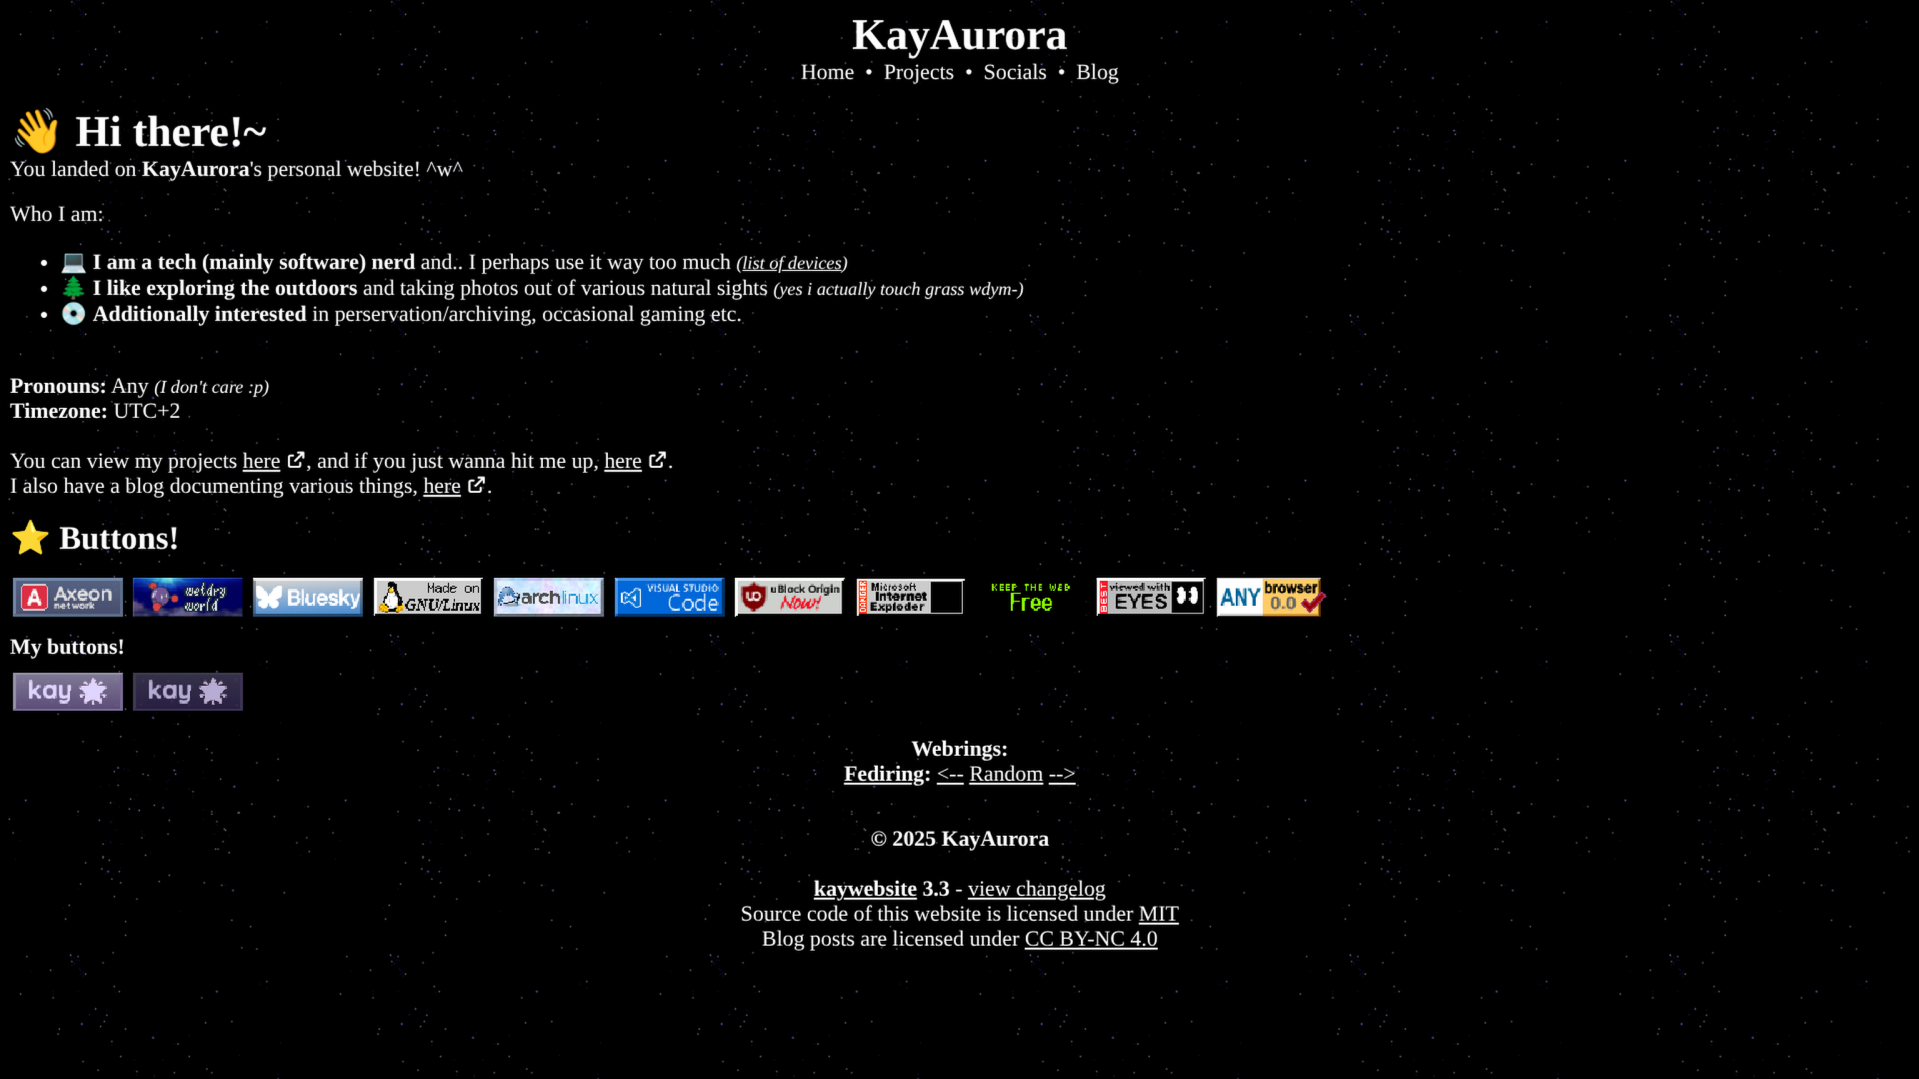 KayAurora
Home • Projects • Socials • Blog
👋 Hi there!~
You landed on KayAurora's personal website! ^w^
Who I am:
• 💻 I am a tech (mainly software) nerd and.. I perhaps use it way too much (list of devices)
• 🌲 I like exploring the outdoors and taking photos out of various natural sights (yes i actually touch grass wdym-)
• 💿 Additionally interested in perservation/archiving, occasional gaming etc.
Pronouns: Any (I don't care :p)
Timezone: UTC+2
You can view my projects here, and if you just wanna hit me up, here.
I also have a blog documenting various things, here.
⭐ Buttons!
A Axeon network
weldry world
Bluesky
Made on GNU/Linux
archlinux
VISUAL STUDIO Code
uBlock Origin Now!
DANGER Microsoft Internet Exploder
KEEP THE WEB Free
BEST viewed with EYES
ANY browser 0.0
My buttons!
kay kay
Webrings:
Fediring: <-- Random -->
© 2025 KayAurora
kaywebsite 3.3 - view changelog
Source code of this website is licensed under MIT
Blog posts are licensed under CC BY-NC 4.0